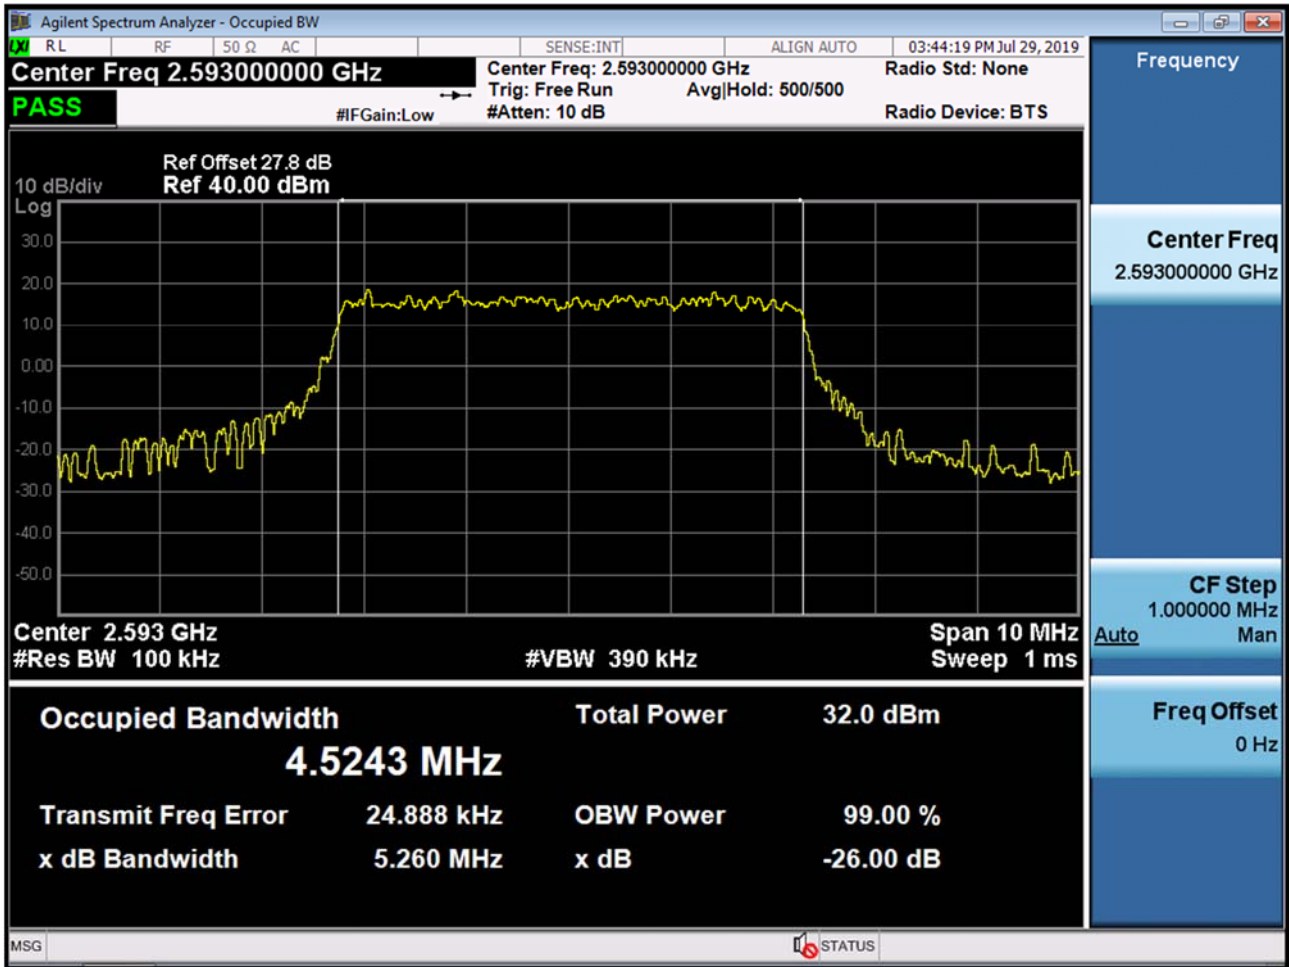 Agilent Spectrum Analyzer - Occupied BW
LXI RL RF 50 Ω AC SENSE:INT ALIGN AUTO 03:44:19 PM Jul 29, 2019
Center Freq 2.593000000 GHz
Center Freq: 2.593000000 GHz
Radio Std: None
Trig: Free Run Avg|Hold: 500/500
PASS
#IFGain:Low
#Atten: 10 dB
Radio Device: BTS
Ref Offset 27.8 dB
10 dB/div Ref 40.00 dBm
Log
30.0
20.0
10.0
0.00
-10.0
-20.0
-30.0
-40.0
-50.0
Center 2.593 GHz Span 10 MHz
#Res BW 100 kHz #VBW 390 kHz Sweep 1 ms
Occupied Bandwidth Total Power 32.0 dBm
4.5243 MHz
Transmit Freq Error 24.888 kHz OBW Power 99.00 %
x dB Bandwidth 5.260 MHz x dB -26.00 dB
Frequency
Center Freq
2.593000000 GHz
CF Step
1.000000 MHz
Auto Man
Freq Offset
0 Hz
MSG STATUS